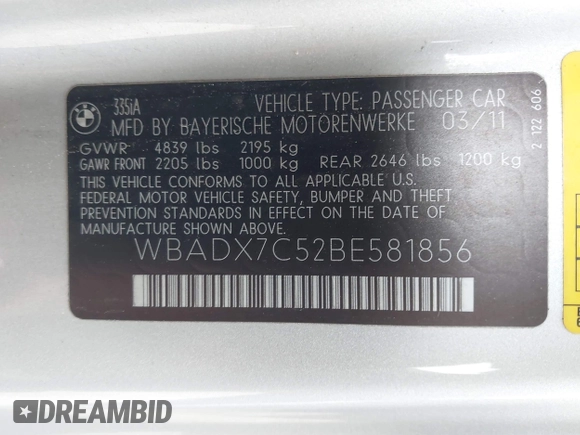 BMW
335iA
VEHICLE TYPE: PASSENGER CAR
MFD BY BAYERISCHE MOTORENWERKE 03/11
GVWR 4839 lbs 2195 kg
GAWR FRONT 2205 lbs 1000 kg REAR 2646 lbs 1200 kg
THIS VEHICLE CONFORMS TO ALL APPLICABLE U.S.
FEDERAL MOTOR VEHICLE SAFETY, BUMPER AND THEFT
PREVENTION STANDARDS IN EFFECT ON THE DATE OF
MANUFACTURE SHOWN ABOVE.
WBADX7C52BE581856
2 122 606
DREAMBID